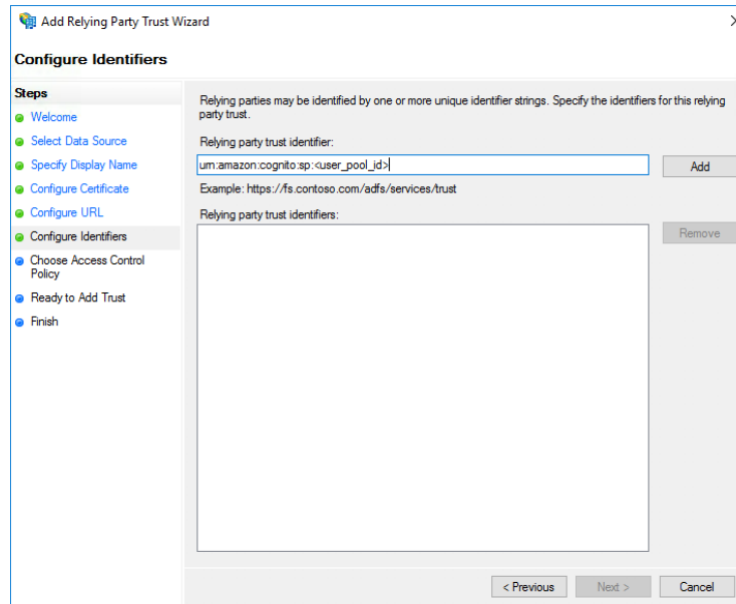 Add Relying Party Trust Wizard
Configure Identifiers
Steps
Welcome
Select Data Source
Specify Display Name
Configure Certificate
Configure URL
Configure Identifiers
Choose Access Control
Policy
Ready to Add Trust
Finish
Relying parties may be identified by one or more unique identifier strings. Specify the identifiers for this relying
party trust.
Relying party trust identifier:
urn:amazon:cognito:sp:<user_pool_id>
Add
Example: https://fs.contoso.com/adfs/services/trust
Relying party trust identifiers:
Remove
< Previous
Next >
Cancel